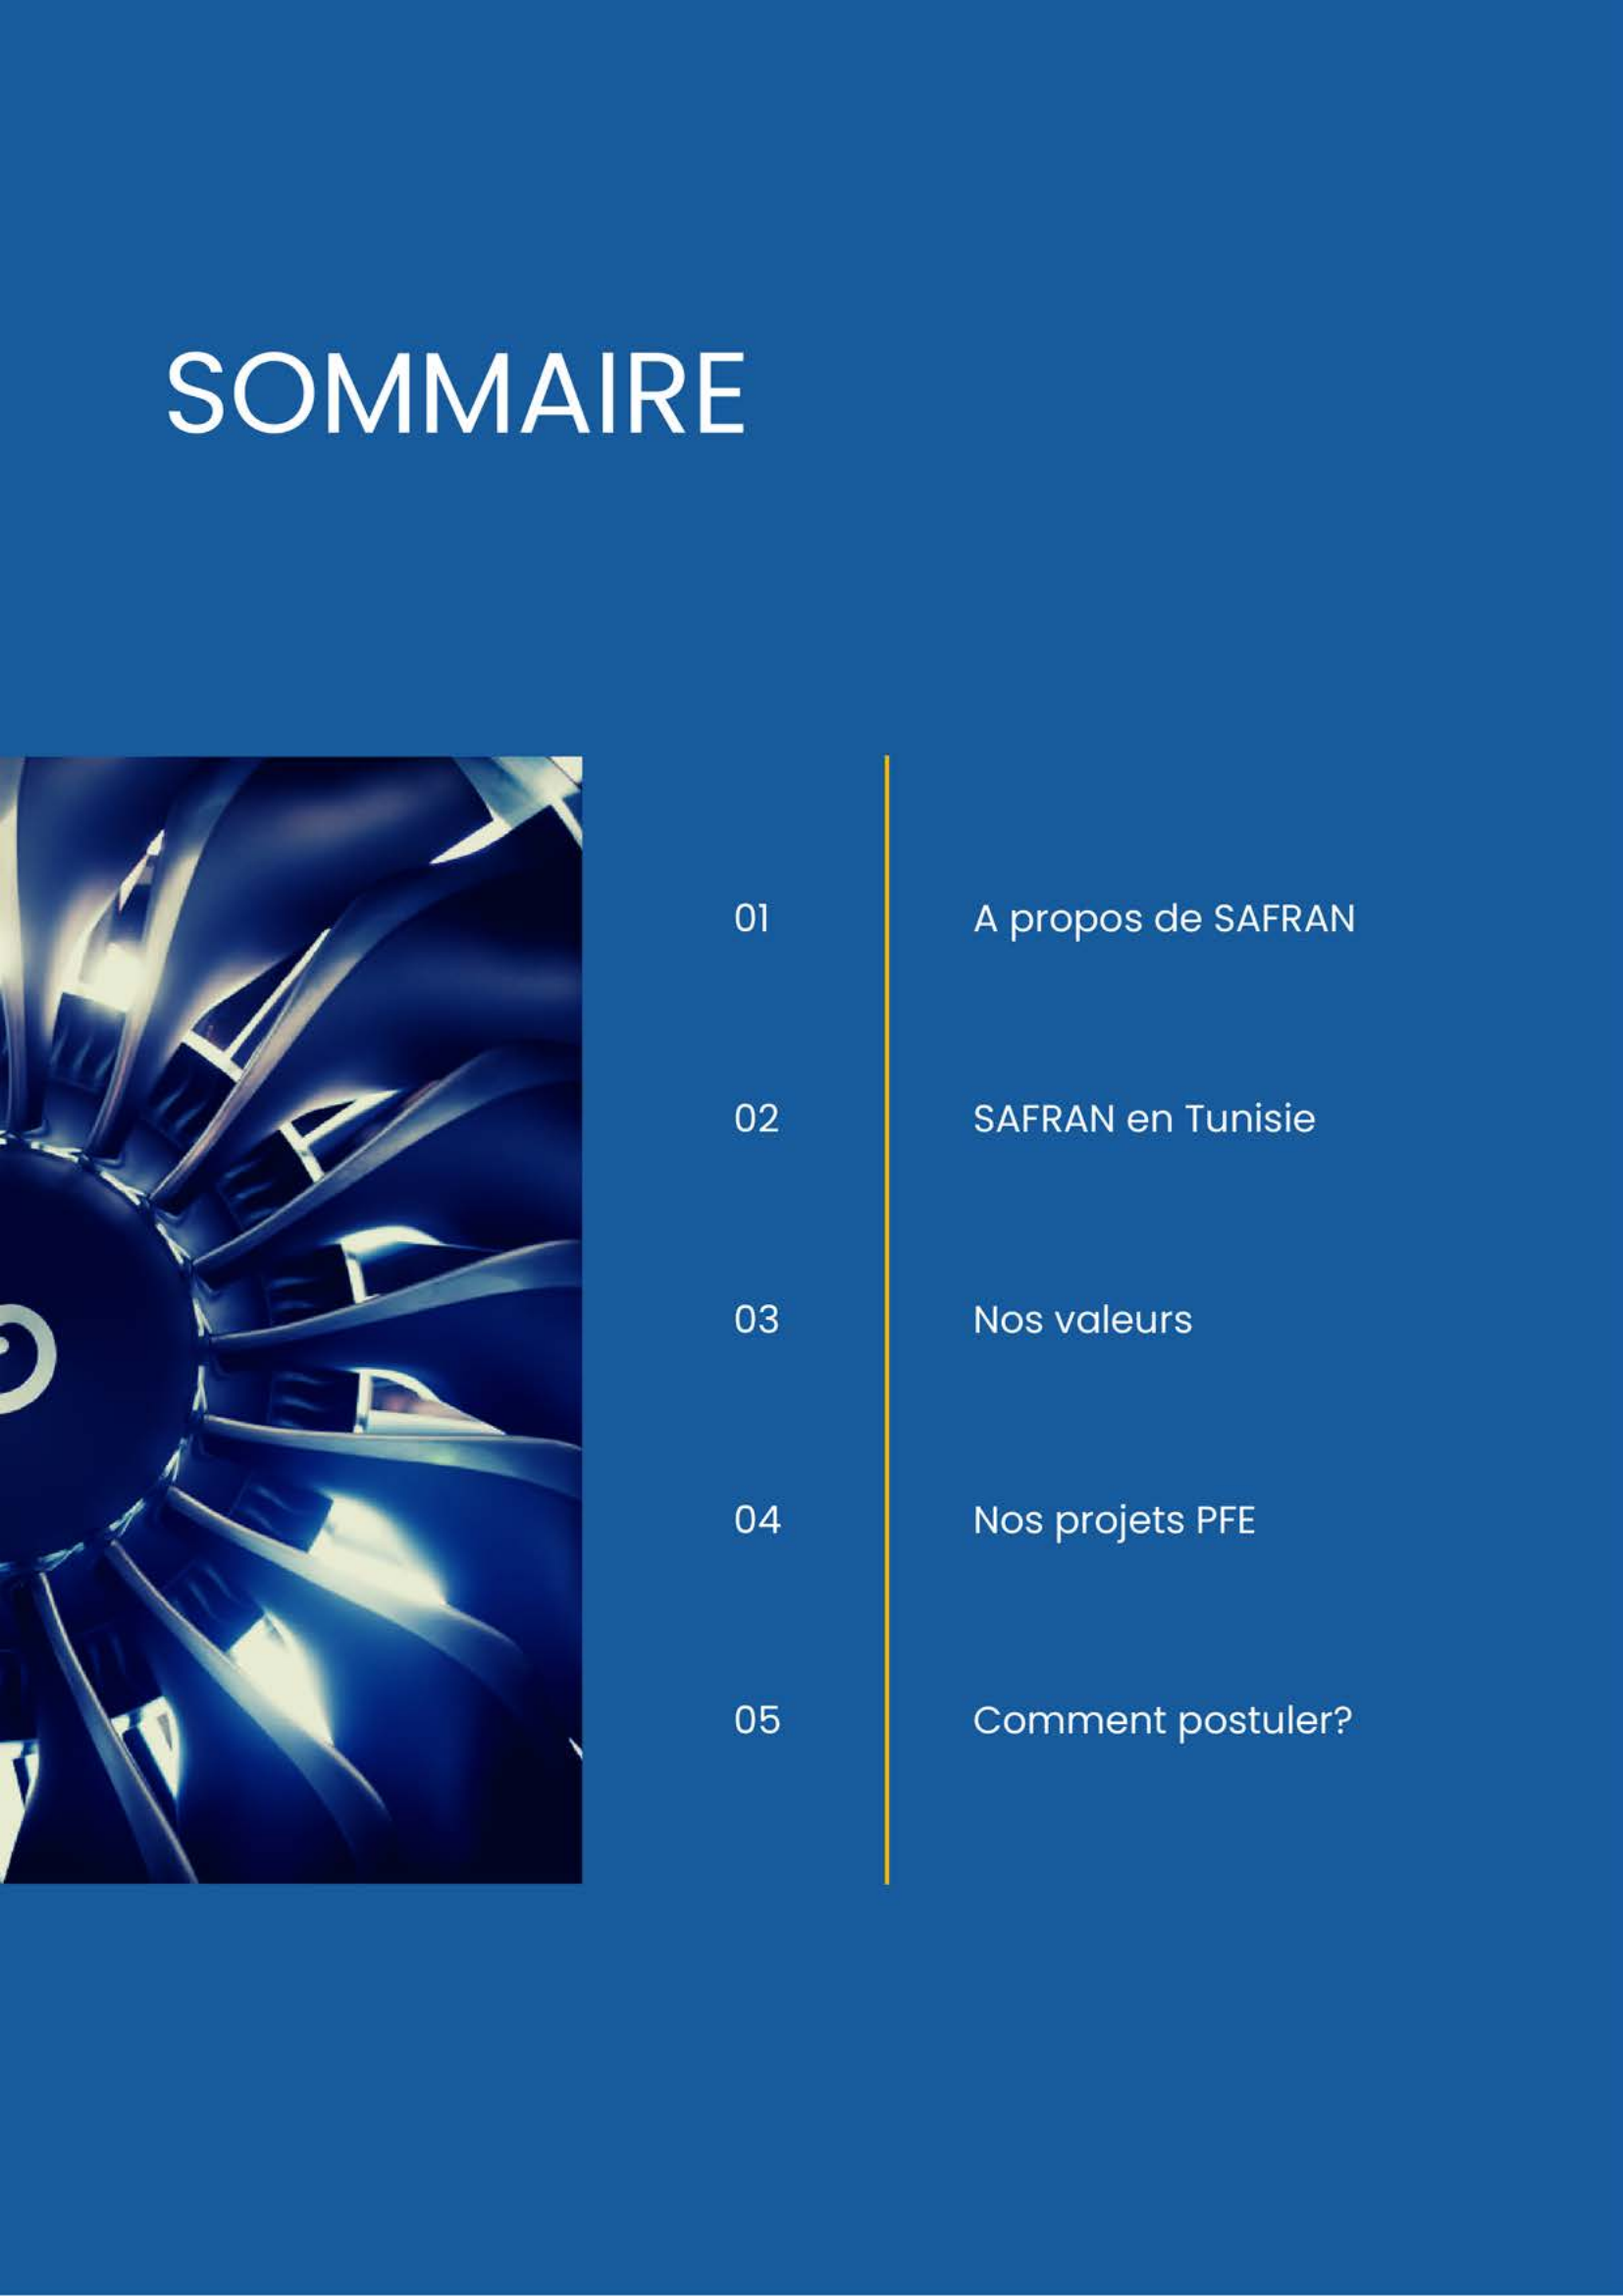 SOMMAIRE
01 A propos de SAFRAN
02 SAFRAN en Tunisie
03 Nos valeurs
04 Nos projets PFE
05 Comment postuler?